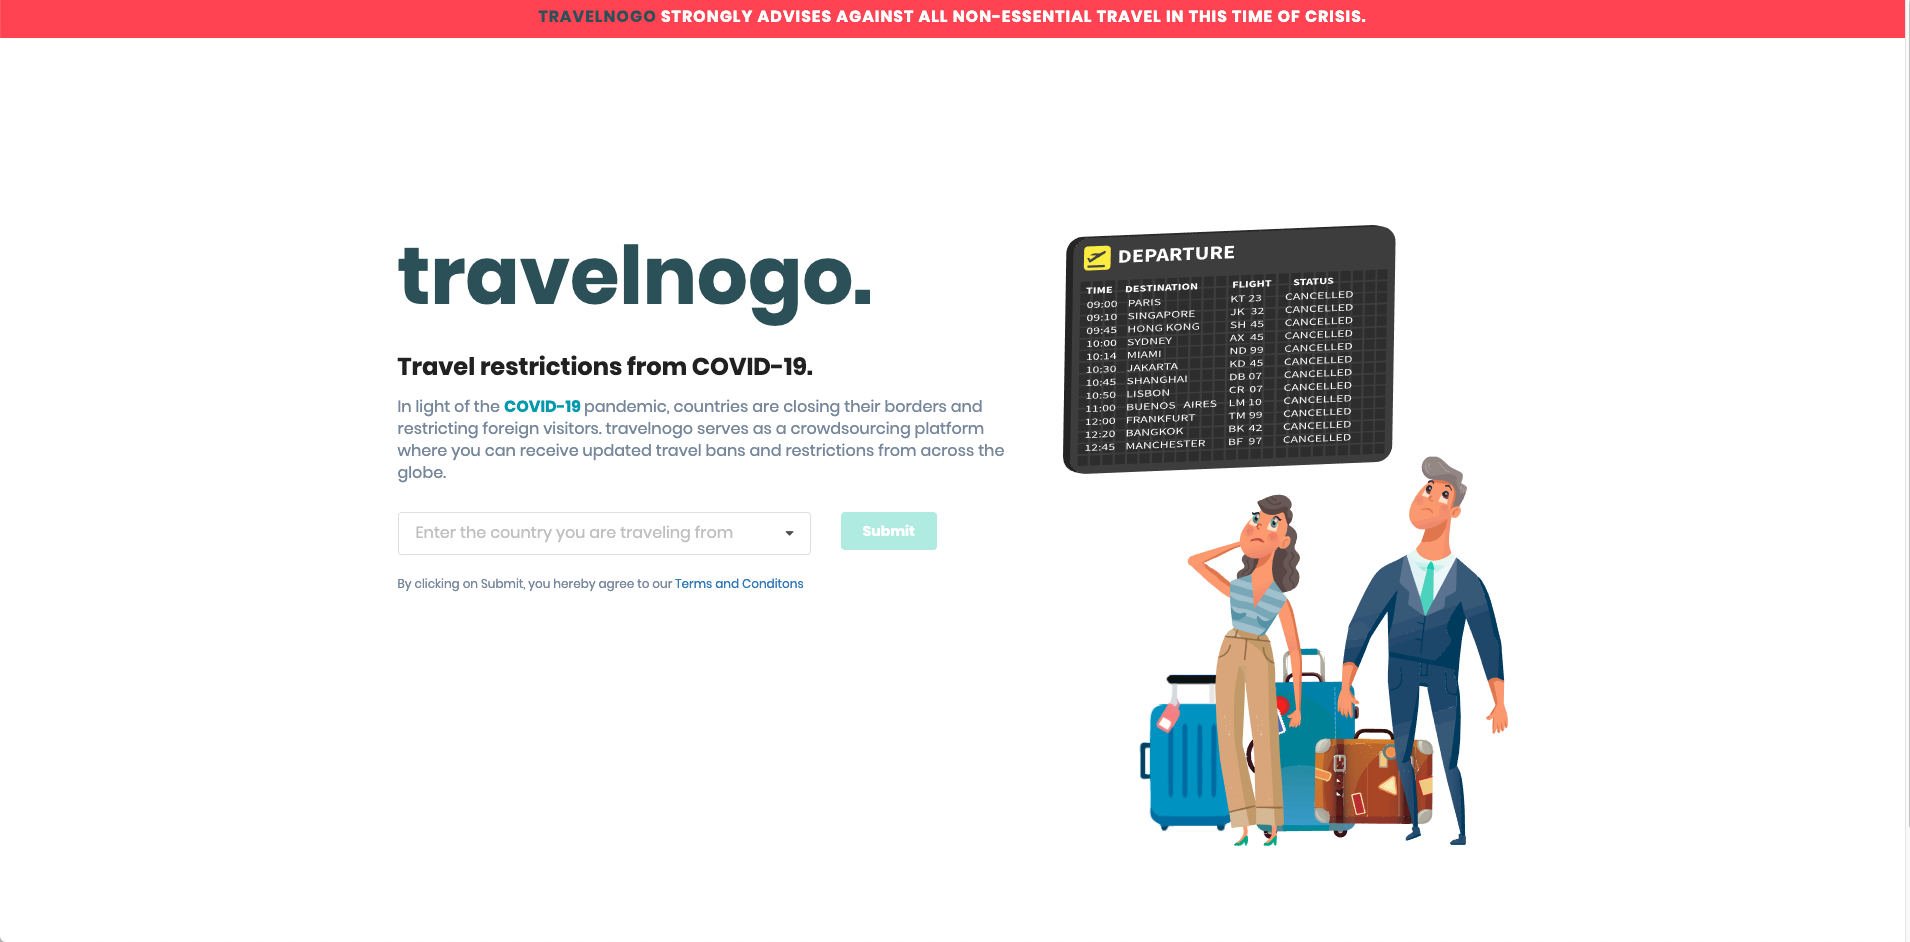 TRAVELNOGO STRONGLY ADVISES AGAINST ALL NON-ESSENTIAL TRAVEL IN THIS TIME OF CRISIS.
travelnogo.
Travel restrictions from COVID-19.
In light of the COVID-19 pandemic, countries are closing their borders and
restricting foreign visitors. travelnogo serves as a crowdsourcing platform
where you can receive updated travel bans and restrictions from across the
globe.
Enter the country you are traveling from
Submit
By clicking on Submit, you hereby agree to our Terms and Conditons
DEPARTURE
TIME DESTINATION FLIGHT STATUS
09:00 PARIS KT 23 CANCELLED
09:10 SINGAPORE JK 32 CANCELLED
09:45 HONG KONG SH 45 CANCELLED
10:00 SYDNEY AX 45 CANCELLED
10:14 MIAMI ND 99 CANCELLED
10:30 JAKARTA KD 45 CANCELLED
10:45 SHANGHAI DB 07 CANCELLED
10:50 LISBON CR 07 CANCELLED
11:00 BUENOS AIRES LM 10 CANCELLED
12:00 FRANKFURT TM 99 CANCELLED
12:20 BANGKOK BK 42 CANCELLED
12:45 MANCHESTER BF 97 CANCELLED